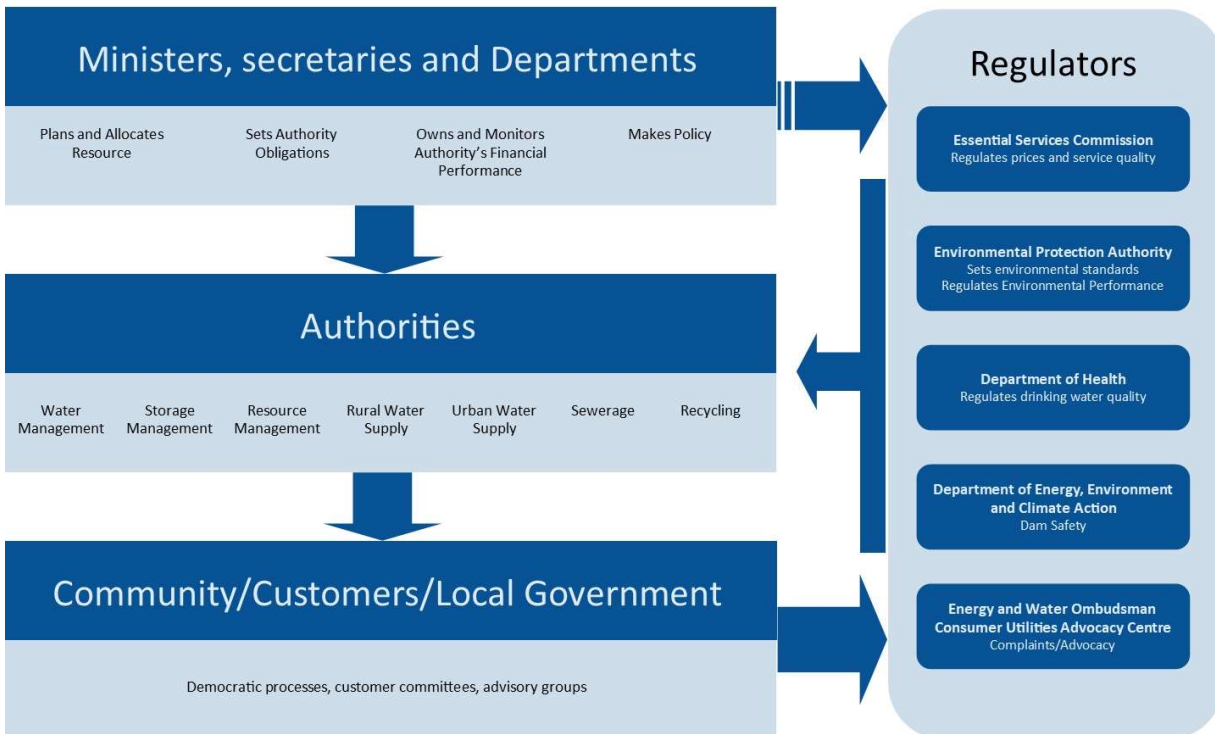 Ministers, secretaries and Departments
Plans and Allocates
Resource
Sets Authority
Obligations
Owns and Monitors
Authority's Financial
Performance
Makes Policy
Authorities
Water
Management
Storage
Management
Resource
Management
Rural Water
Supply
Urban Water
Supply
Sewerage
Recycling
Community/Customers/Local Government
Democratic processes, customer committees, advisory groups
Regulators
Essential Services Commission
Regulates prices and service quality
Environmental Protection Authority
Sets environmental standards
Regulates Environmental Performance
Department of Health
Regulates drinking water quality
Department of Energy, Environment
and Climate Action
Dam Safety
Energy and Water Ombudsman
Consumer Utilities Advocacy Centre
Complaints/Advocacy